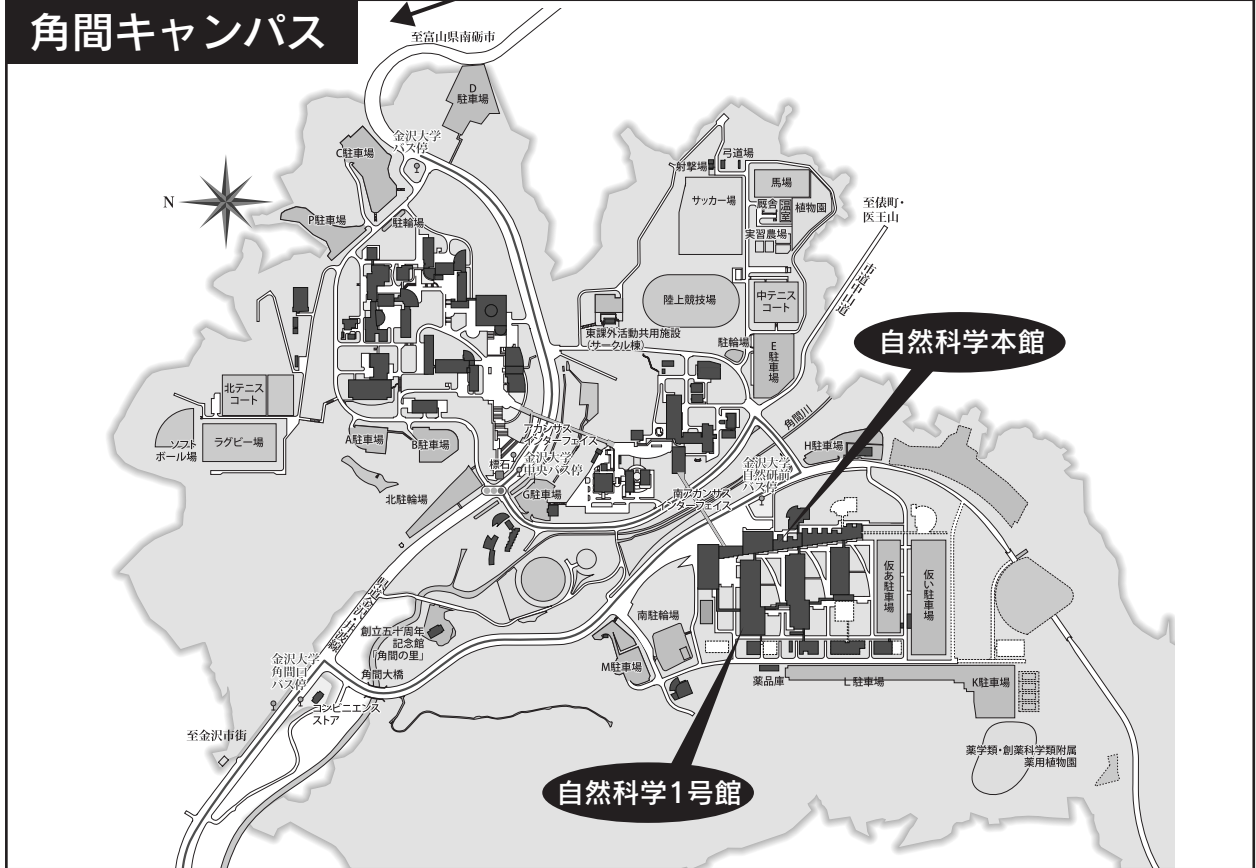 角間キャンパス
至富山県南砺市
D
駐車場
金沢大学
バス停
C駐車場
P駐車場
駐輪場
N
射撃場
弓道場
サッカー場
馬場
厩舎
温室
植物園
実習農場
至俵町・
医王山
市道中山道
陸上競技場
中テニス
コート
東課外活動共用施設
(サークル棟)
駐輪場
E
駐車場
自然科学本館
北テニス
コート
ソフト
ボール場
ラグビー場
A駐車場
B駐車場
アカンサス
インターフェイス
標石
金沢大学
中央バス停
G駐車場
北駐輪場
角間川
H駐車場
金沢大学
自然研前
バス停
南アカンサス
インターフェイス
仮あ駐車場
仮い駐車場
南駐輪場
M駐車場
創立五十周年
記念館
「角間の里」
角間大橋
金沢大学
角間口
バス停
コンビニエンス
ストア
至金沢市街
薬品庫
L駐車場
K駐車場
薬学類・創薬科学類附属
薬用植物園
自然科学1号館